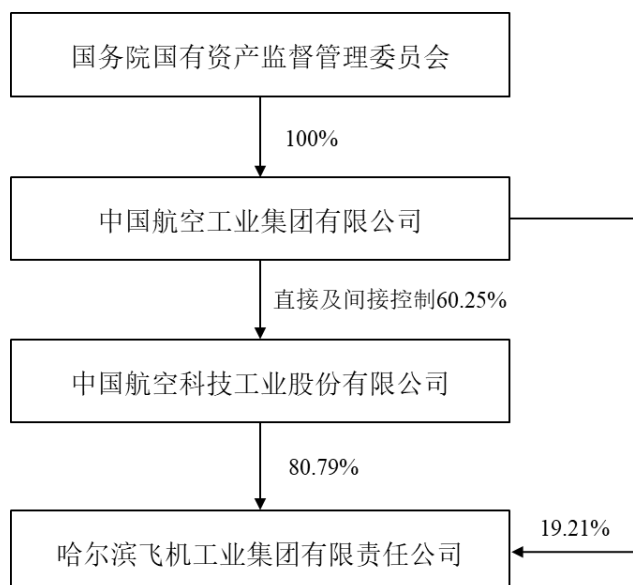 国务院国有资产监督管理委员会
100%
中国航空工业集团有限公司
直接及间接控制60.25%
中国航空科技工业股份有限公司
80.79%
19.21%
哈尔滨飞机工业集团有限责任公司